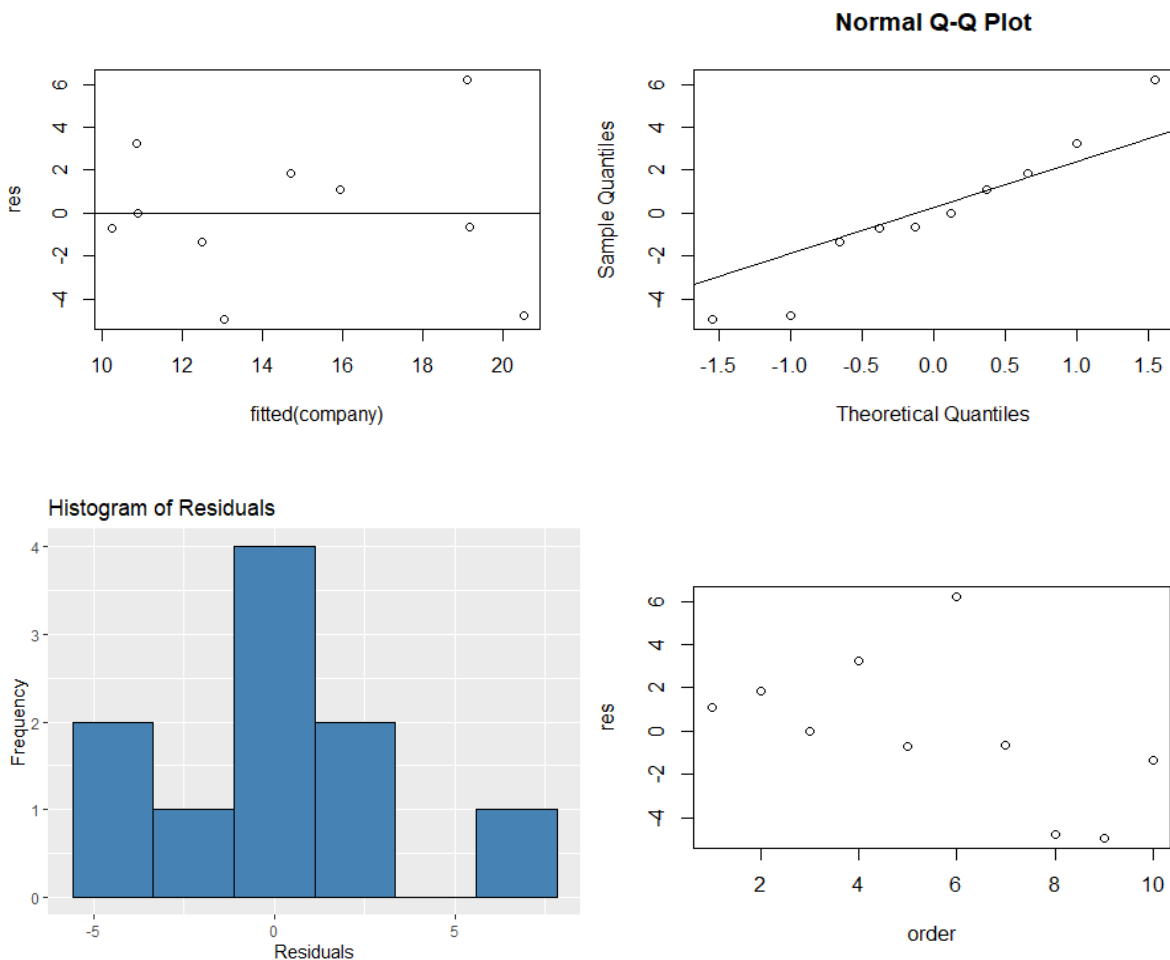 6
4
2
0
-2
-4
res
10 12 14 16 18 20
fitted(company)
Normal Q-Q Plot
6
4
2
0
-2
-4
Sample Quantiles
-1.5 -1.0 -0.5 0.0 0.5 1.0 1.5
Theoretical Quantiles
Histogram of Residuals
4
3
2
1
0
Frequency
-5 0 5
Residuals
6
4
2
0
-2
-4
res
2 4 6 8 10
order